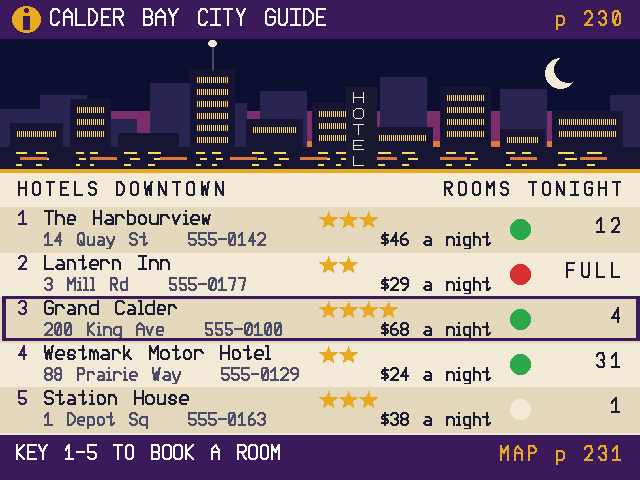 i CALDER BAY CITY GUIDE p 230
HOTEL
HOTELS DOWNTOWN ROOMS TONIGHT
1 The Harbourview 12
14 Quay St 555-0142 $46 a night
2 Lantern Inn FULL
3 Mill Rd 555-0177 $29 a night
3 Grand Calder 4
200 King Ave 555-0100 $68 a night
4 Westmark Motor Hotel 31
88 Prairie Way 555-0129 $24 a night
5 Station House 1
1 Depot Sq 555-0163 $38 a night
KEY 1-5 TO BOOK A ROOM MAP p 231